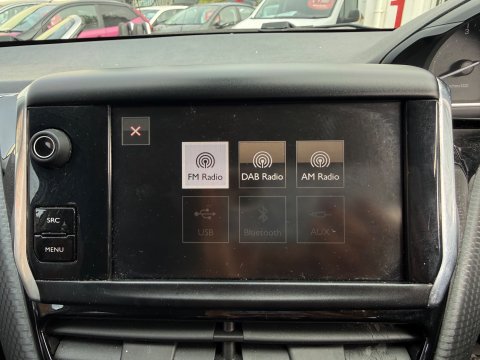 FM Radio
DAB Radio
AM Radio
SRC
MENU
USB
Bluetooth
AUX